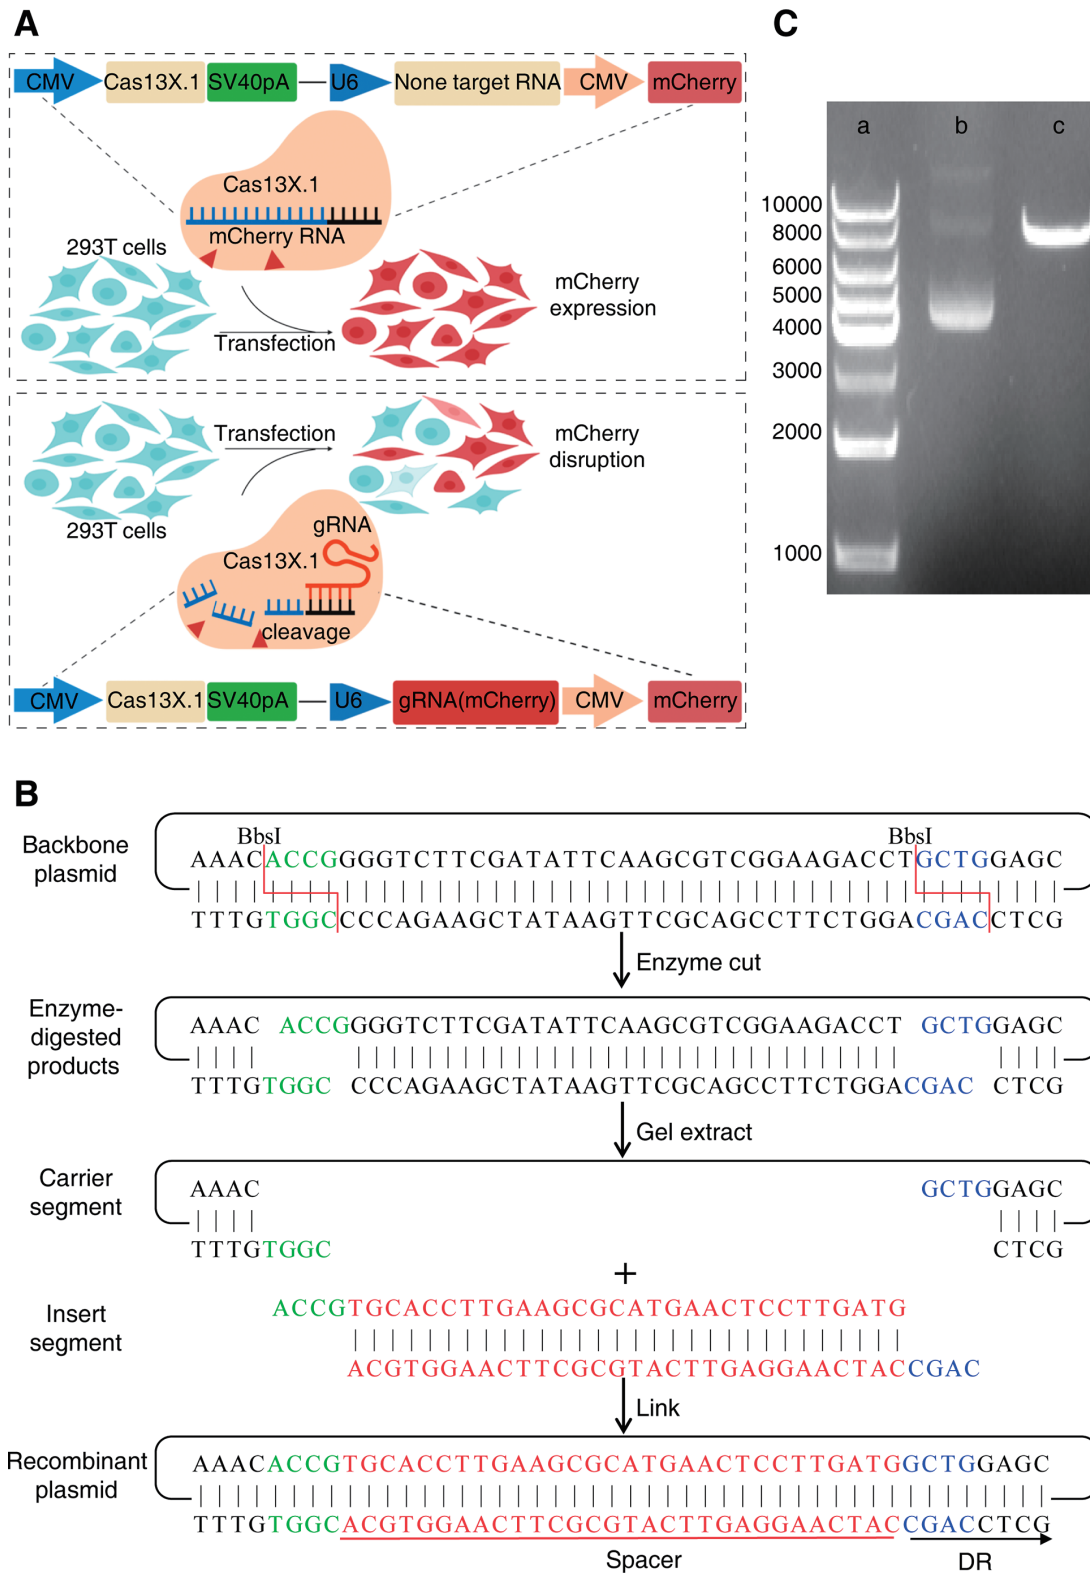 A
CMV Cas13X.1 SV40pA U6 None target RNA CMV mCherry
Cas13X.1
mCherry RNA
293T cells
mCherry
expression
Transfection
Transfection
mCherry
disruption
293T cells
gRNA
Cas13X.1
cleavage
CMV Cas13X.1 SV40pA U6 gRNA(mCherry) CMV mCherry
C
a b c
10000
8000
6000
5000
4000
3000
2000
1000
B
Backbone
plasmid
BbsI BbsI
AAACACCGGGGTCTTCGATATTCAAGCGTCGGAAGACCTGCTGGAGC
TTTGTGGCCCCAGAAGCTATAAGTTCGCAGCCTTCTGGACGACCTCG
Enzyme cut
Enzyme-
digested
products
AAAC ACCGGGGTCTTCGATATTCAAGCGTCGGAAGACCT GCTGGAGC
TTTGTGGC CCCAGAAGCTATAAGTTCGCAGCCTTCTGGACGAC CTCG
Gel extract
Carrier
segment
AAAC GCTGGAGC
TTTGTGGC CTCG
+
Insert
segment
ACCGTGCACCTTGAAGCGCATGAACTCCTTGATG
ACGTGGAACTTCGCGTACTTGAGGAACTACCGAC
Link
Recombinant
plasmid
AAACACCGTGCACCTTGAAGCGCATGAACTCCTTGATGGCTGGAGC
TTTGTGGCACGTGGAACTTCGCGTACTTGAGGAACTACCGACCTCG
Spacer DR